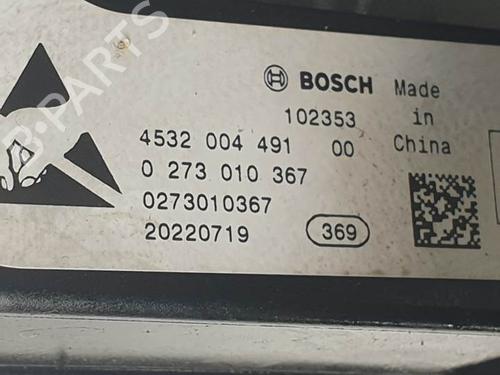 BOSCH Made
102353 in
4532 004 491 00 China
0 273 010 367
0273010367
20220719 369
B-PARTS